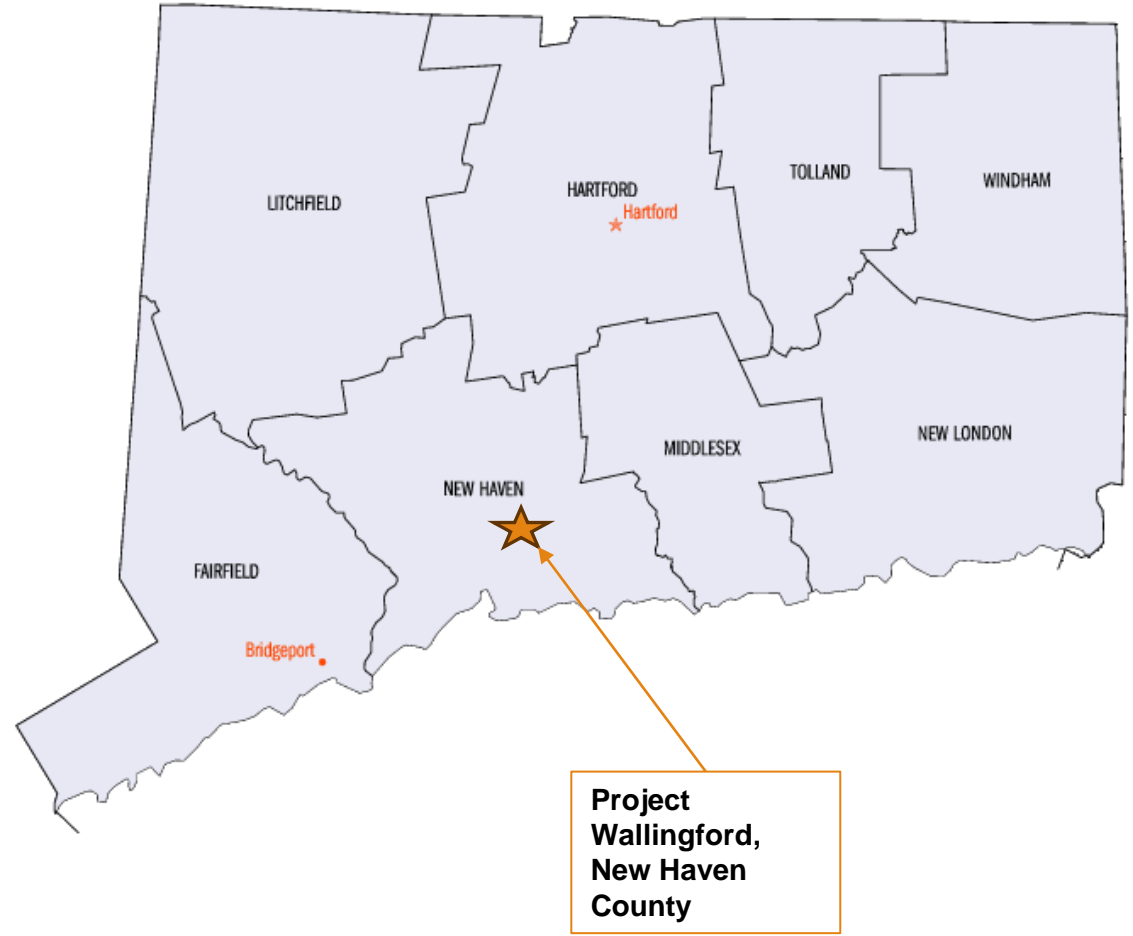 LITCHFIELD
HARTFORD
Hartford
TOLLAND
WINDHAM
NEW HAVEN
MIDDLESEX
NEW LONDON
FAIRFIELD
Bridgeport
Project
Wallingford,
New Haven
County